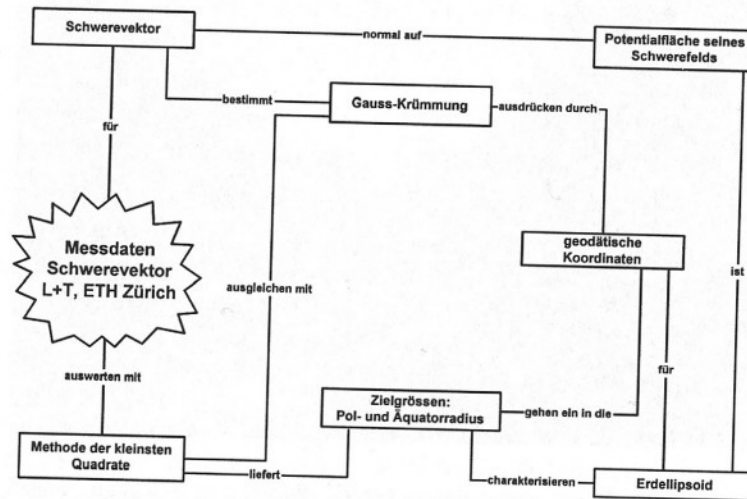 Schwerevektor
normal auf
Potentialfläche seines
Schwerefelds
bestimmt
Gauss-Krümmung
ausdrücken durch
für
geodätische
Koordinaten
Messdaten
Schwerevektor
L+T, ETH Zürich
ausgleichen mit
ist
auswerten mit
für
Zielgrössen:
Pol- und Äquatorradius
gehen ein in die
Methode der kleinsten
Quadrate
liefert
charakterisieren
Erdellipsoid